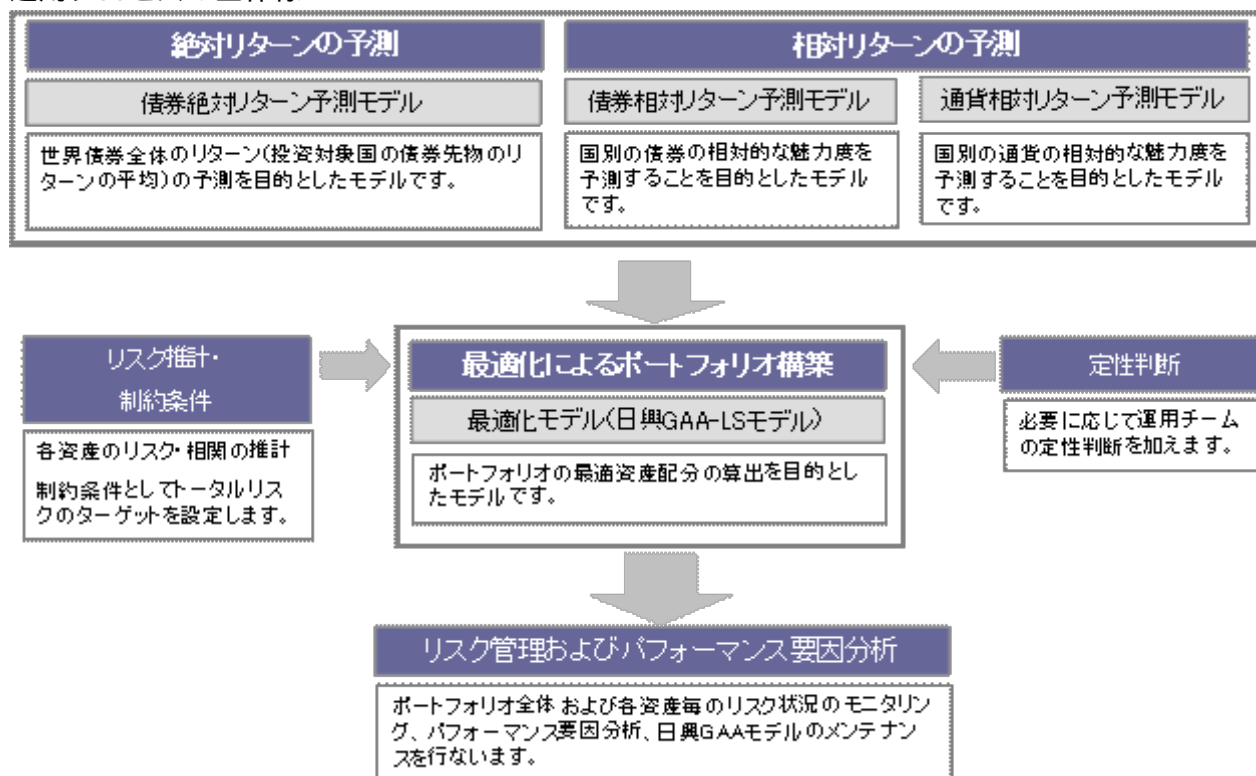 絶対リターンの予測
相対リターンの予測
債券絶対リターン予測モデル
債券相対リターン予測モデル
通貨相対リターン予測モデル
世界債券全体のリターン(投資対象国の債券先物のリ
ターンの平均)の予測を目的としたモデルです。
国別の債券の相対的な魅力度を
予測することを目的としたモデル
です。
国別の通貨の相対的な魅力度を
予測することを目的としたモデル
です。
リスク推計・
制約条件
各資産のリスク・相関の推計
制約条件としてトータルリス
クのターゲットを設定します。
最適化によるポートフォリオ構築
最適化モデル(日興GAA-LSモデル)
ポートフォリオの最適資産配分の算出を目的とし
たモデルです。
定性判断
必要に応じて運用チーム
の定性判断を加えます。
リスク管理およびパフォーマンス要因分析
ポートフォリオ全体および各資産毎のリスク状況のモニタリン
グ、パフォーマンス要因分析、日興GAAモデルのメンテナン
スを行ないます。